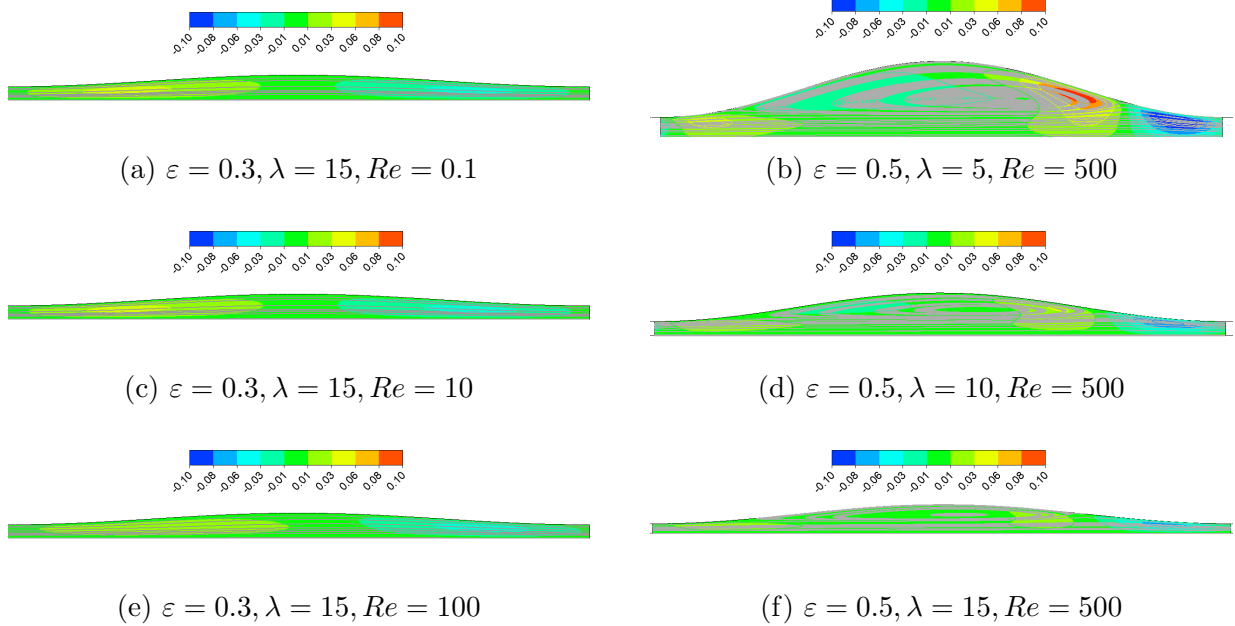 -0.10 -0.08 -0.06 -0.03 -0.01 0.01 0.03 0.06 0.08 0.10
-0.10 -0.08 -0.06 -0.03 -0.01 0.01 0.03 0.06 0.08 0.10
(a) ε = 0.3, λ = 15, Re = 0.1
(b) ε = 0.5, λ = 5, Re = 500
-0.10 -0.08 -0.06 -0.03 -0.01 0.01 0.03 0.06 0.08 0.10
-0.10 -0.08 -0.06 -0.03 -0.01 0.01 0.03 0.06 0.08 0.10
(c) ε = 0.3, λ = 15, Re = 10
(d) ε = 0.5, λ = 10, Re = 500
-0.10 -0.08 -0.06 -0.03 -0.01 0.01 0.03 0.06 0.08 0.10
-0.10 -0.08 -0.06 -0.03 -0.01 0.01 0.03 0.06 0.08 0.10
(e) ε = 0.3, λ = 15, Re = 100
(f) ε = 0.5, λ = 15, Re = 500